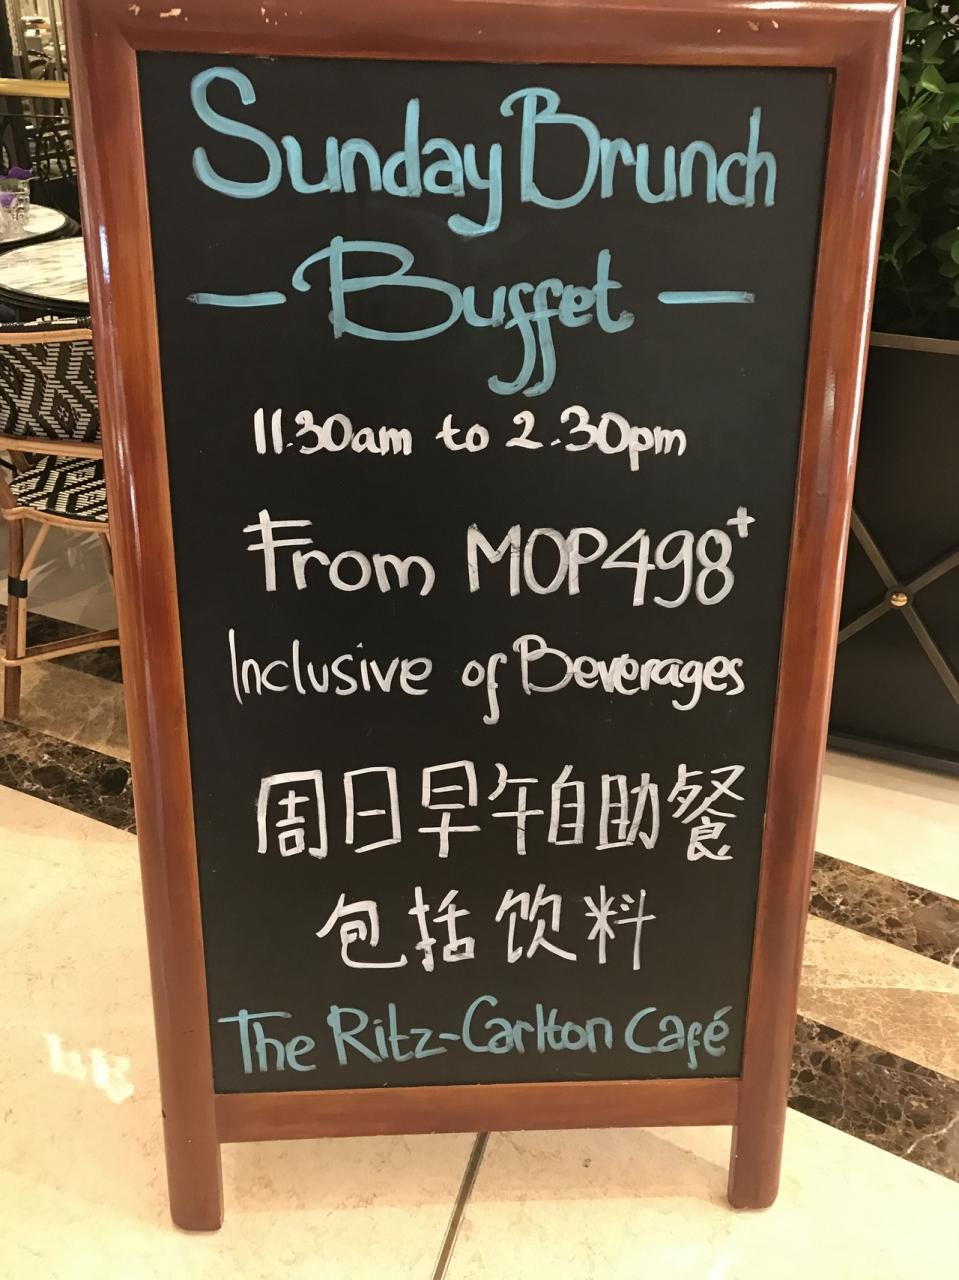 Sunday Brunch
- Buffet -
11.30am to 2.30pm
From MOP498+
Inclusive of Beverages
周日早午自助餐
包括饮料
The Ritz-Carlton Café